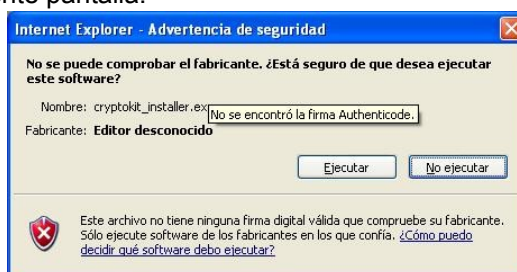 Internet Explorer - Advertencia de seguridad
No se puede comprobar el fabricante. ¿Está seguro de que desea ejecutar
este software?
Nombre: cryptokit_installer.ex
No se encontró la firma Authenticode.
Fabricante: Editor desconocido
Ejecutar
No ejecutar
Este archivo no tiene ninguna firma digital válida que compruebe su fabricante.
Sólo ejecute software de los fabricantes en los que confía. ¿Cómo puedo
decidir qué software debo ejecutar?